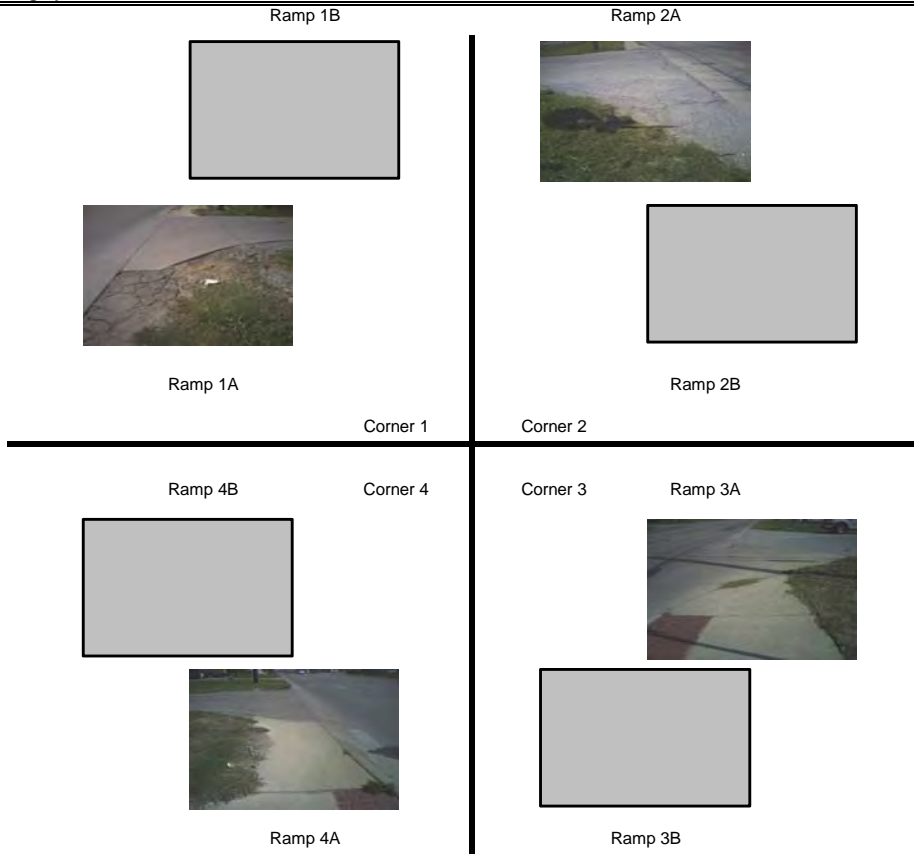 Ramp 1B
Ramp 2A
Ramp 1A
Ramp 2B
Corner 1
Corner 2
Ramp 4B
Corner 4
Corner 3
Ramp 3A
Ramp 4A
Ramp 3B